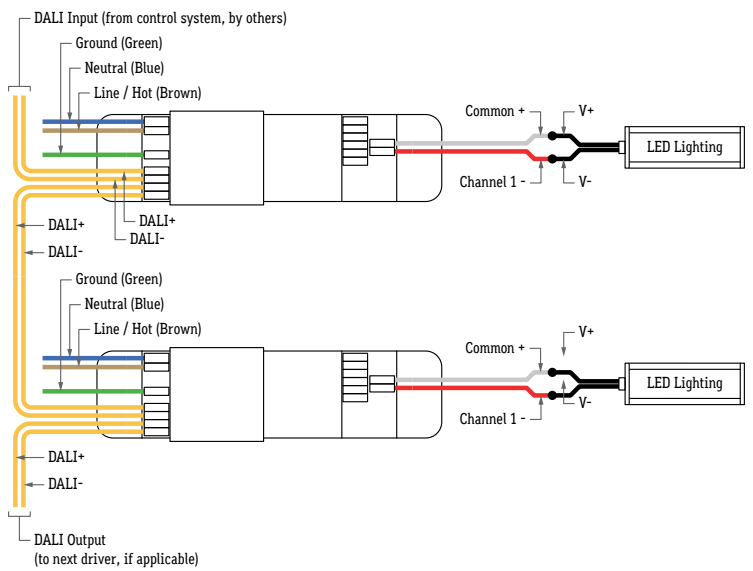 DALI Input (from control system, by others)
Ground (Green)
Neutral (Blue)
Line / Hot (Brown)
Common +
V+
LED Lighting
Channel 1 -
V-
DALI+
DALI-
DALI+
DALI-
Ground (Green)
Neutral (Blue)
Line / Hot (Brown)
V+
Common +
LED Lighting
V-
Channel 1 -
DALI+
DALI-
DALI Output
(to next driver, if applicable)